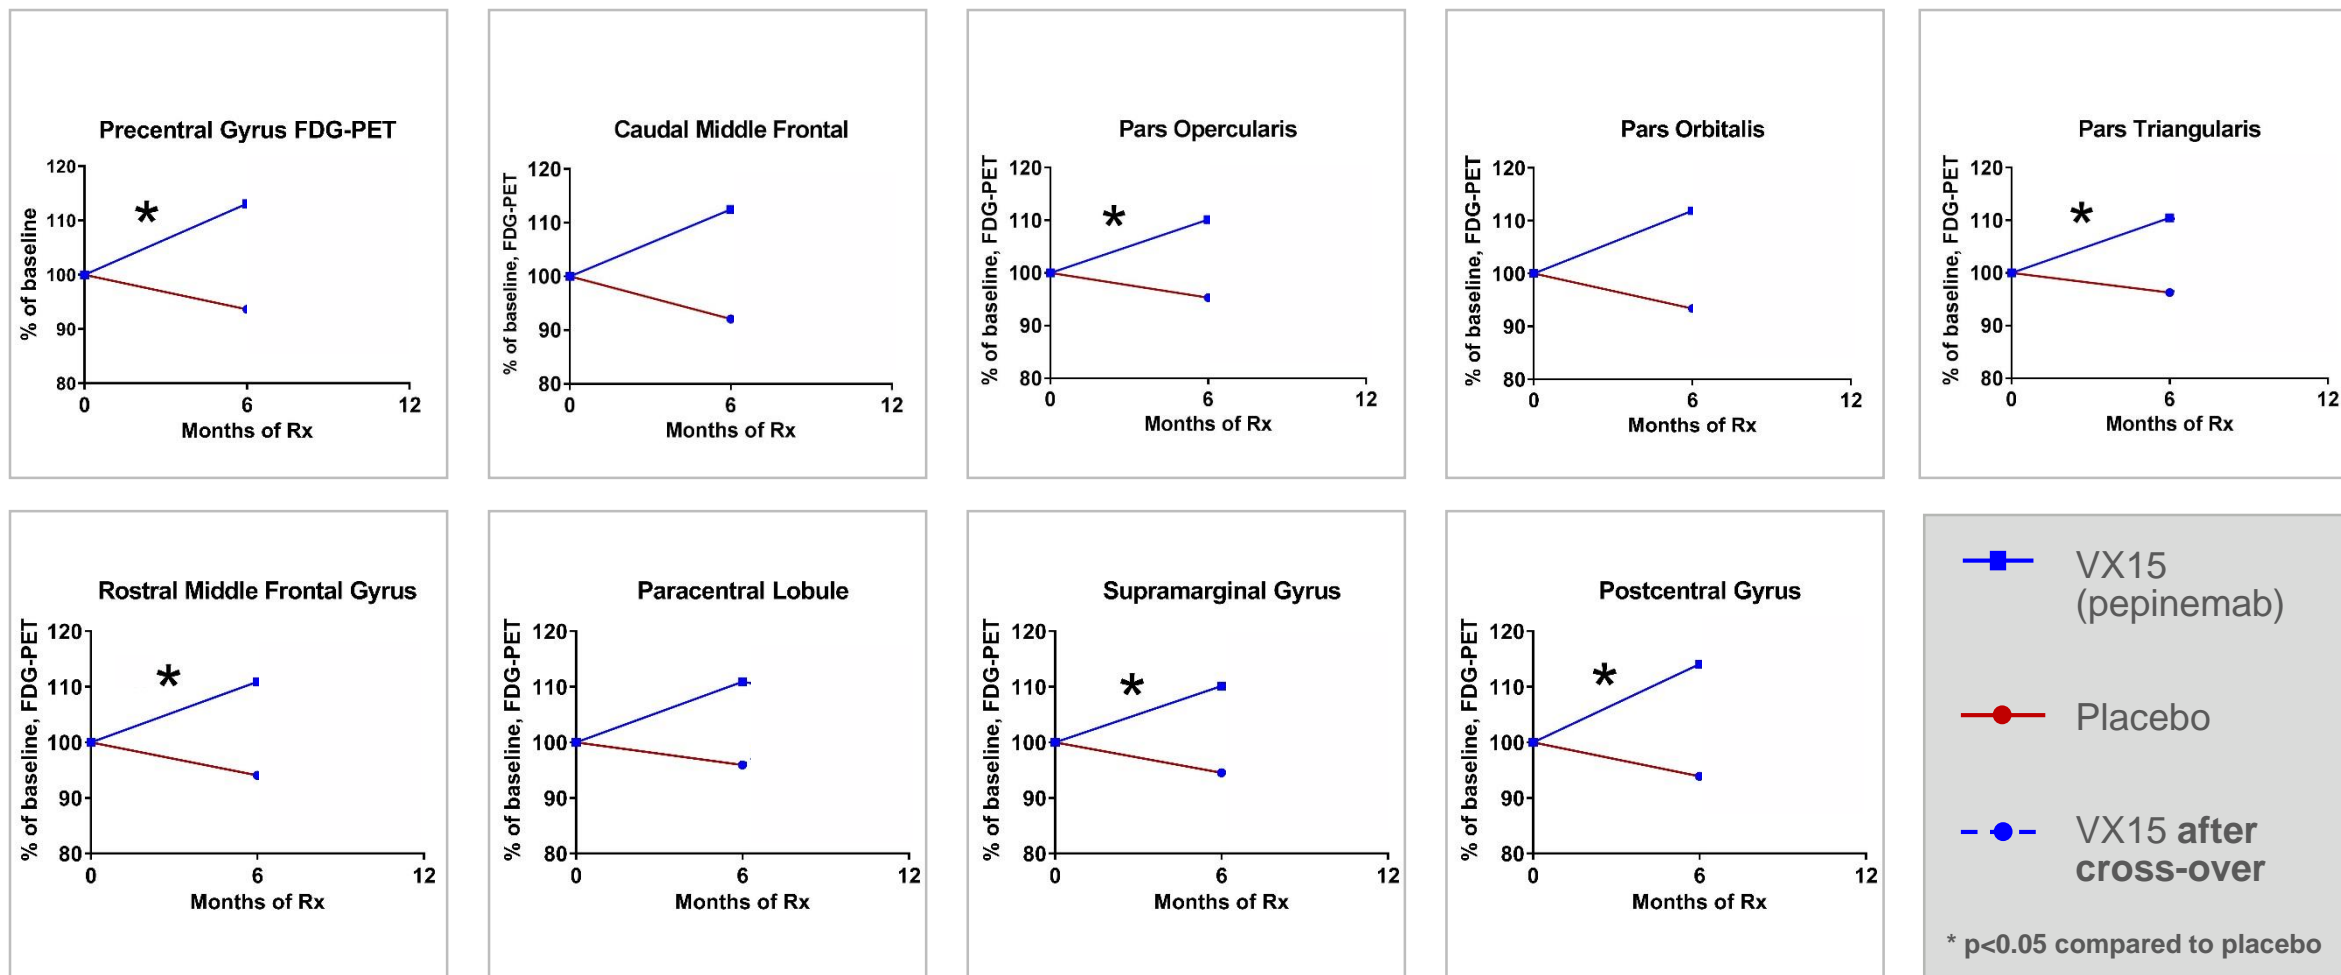 Precentral Gyrus FDG-PET
% of baseline
120
110
100
90
80
0
6
12
Months of Rx
*
Caudal Middle Frontal
% of baseline, FDG-PET
120
110
100
90
80
0
6
12
Months of Rx
Pars Opercularis
% of baseline, FDG-PET
120
110
100
90
80
0
6
12
Months of Rx
*
Pars Orbitalis
% of baseline, FDG-PET
120
110
100
90
80
0
6
12
Months of Rx
Pars Triangularis
% of baseline, FDG-PET
120
110
100
90
80
0
6
12
Months of Rx
*
Rostral Middle Frontal Gyrus
% of baseline, FDG-PET
120
110
100
90
80
0
6
12
Months of Rx
*
Paracentral Lobule
% of baseline, FDG-PET
120
110
100
90
80
0
6
12
Months of Rx
Supramarginal Gyrus
% of baseline, FDG-PET
120
110
100
90
80
0
6
12
Months of Rx
*
Postcentral Gyrus
% of baseline, FDG-PET
120
110
100
90
80
0
6
12
Months of Rx
*
VX15
(pepinemab)
Placebo
VX15 after
cross-over
* p<0.05 compared to placebo